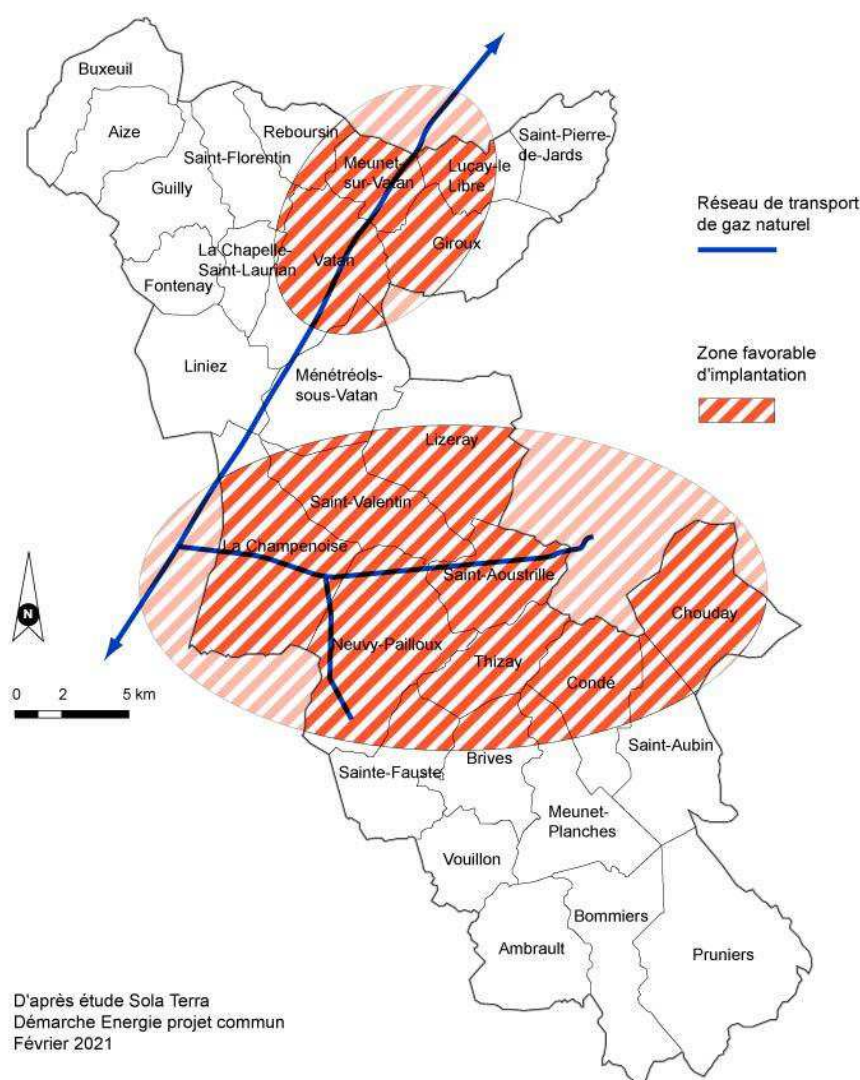 Buxeuil
Aize
Reboursin
Saint-Florentin
Guilly
Meunet-
sur-Vatan
Luçay-le
Libre
Saint-Pierre-
de-Jards
La Chapelle-
Saint-Laurian
Vatan
Giroux
Fontenay
Liniez
Ménétréols-
sous-Vatan
Lizeray
Saint-Valentin
La Champenoise
Saint-Aoustrille
Chouday
Neuvy-Pailloux
Thizay
Condé
Saint-Aubin
Brives
Sainte-Fauste
Meunet-
Planches
Vouillon
Bommiers
Ambrault
Pruniers
Réseau de transport
de gaz naturel
Zone favorable
d'implantation
N
0 2 5 km
D'après étude Sola Terra
Démarche Energie projet commun
Février 2021